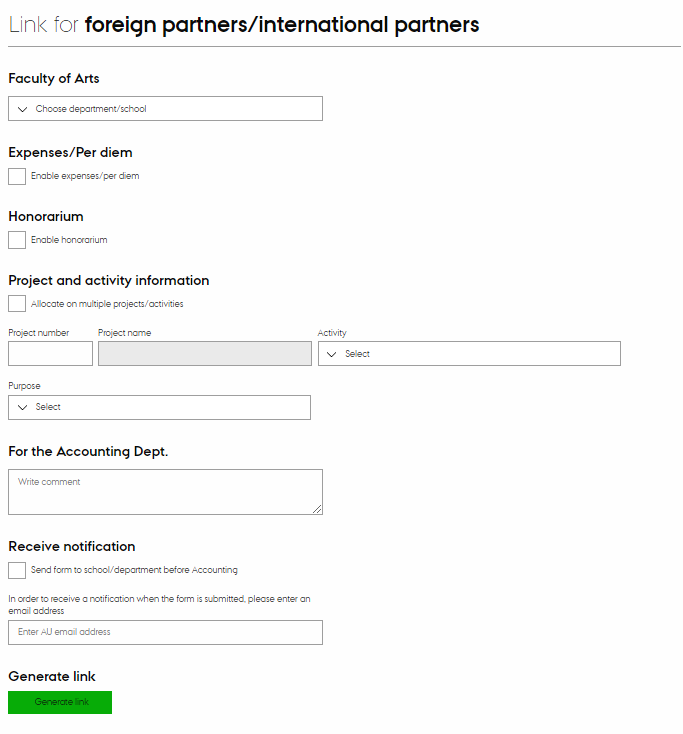 Link for foreign partners/international partners
Faculty of Arts
Choose department/school
Expenses/Per diem
Enable expenses/per diem
Honorarium
Enable honorarium
Project and activity information
Allocate on multiple projects/activities
Project number Project name Activity
Select
Purpose
Select
For the Accounting Dept.
Write comment
Receive notification
Send form to school/department before Accounting
In order to receive a notification when the form is submitted, please enter an
email address
Enter AU email address
Generate link
Generate link